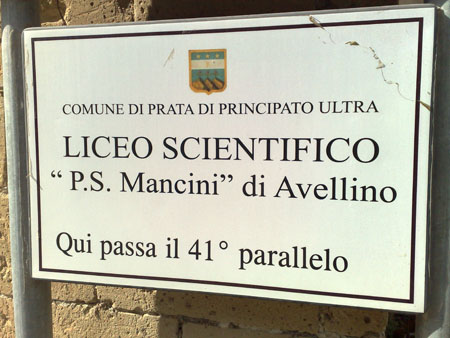 COMUNE DI PRATA DI PRINCIPATO ULTRA
LICEO SCIENTIFICO
“ P.S. Mancini” di Avellino
Qui passa il 41° parallelo